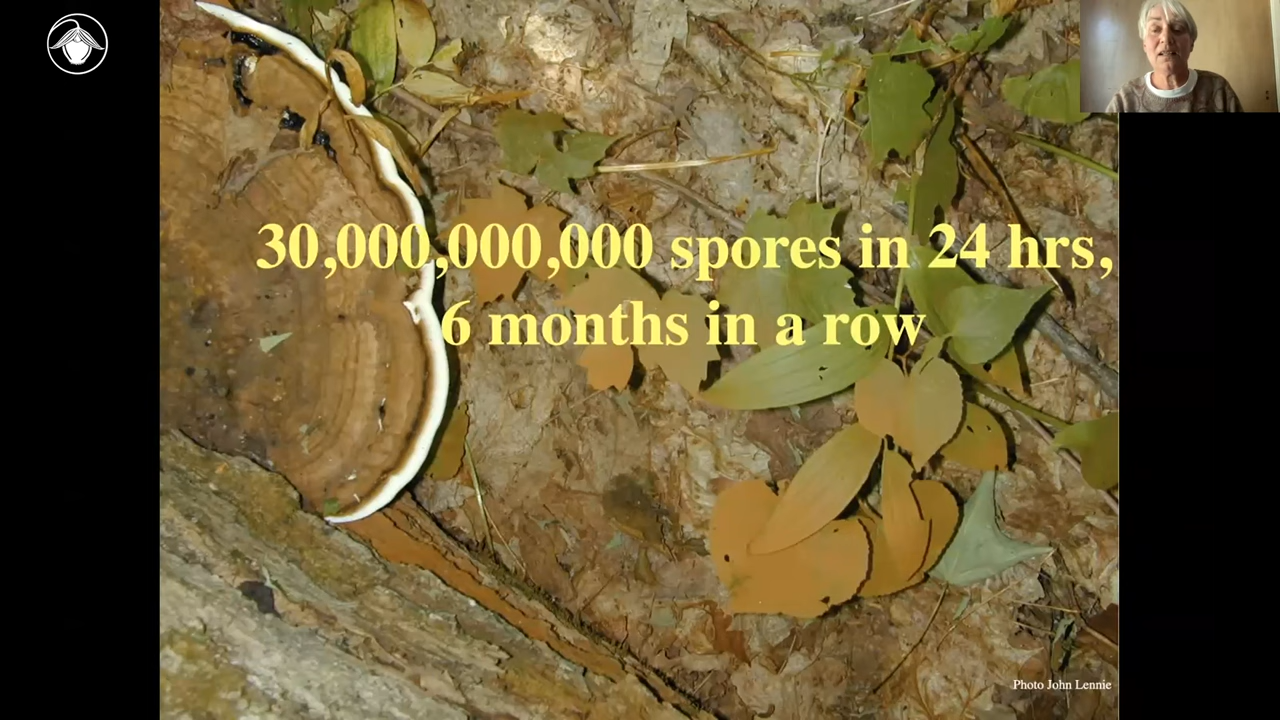 30,000,000,000 spores in 24 hrs,
6 months in a row
Photo John Lennie